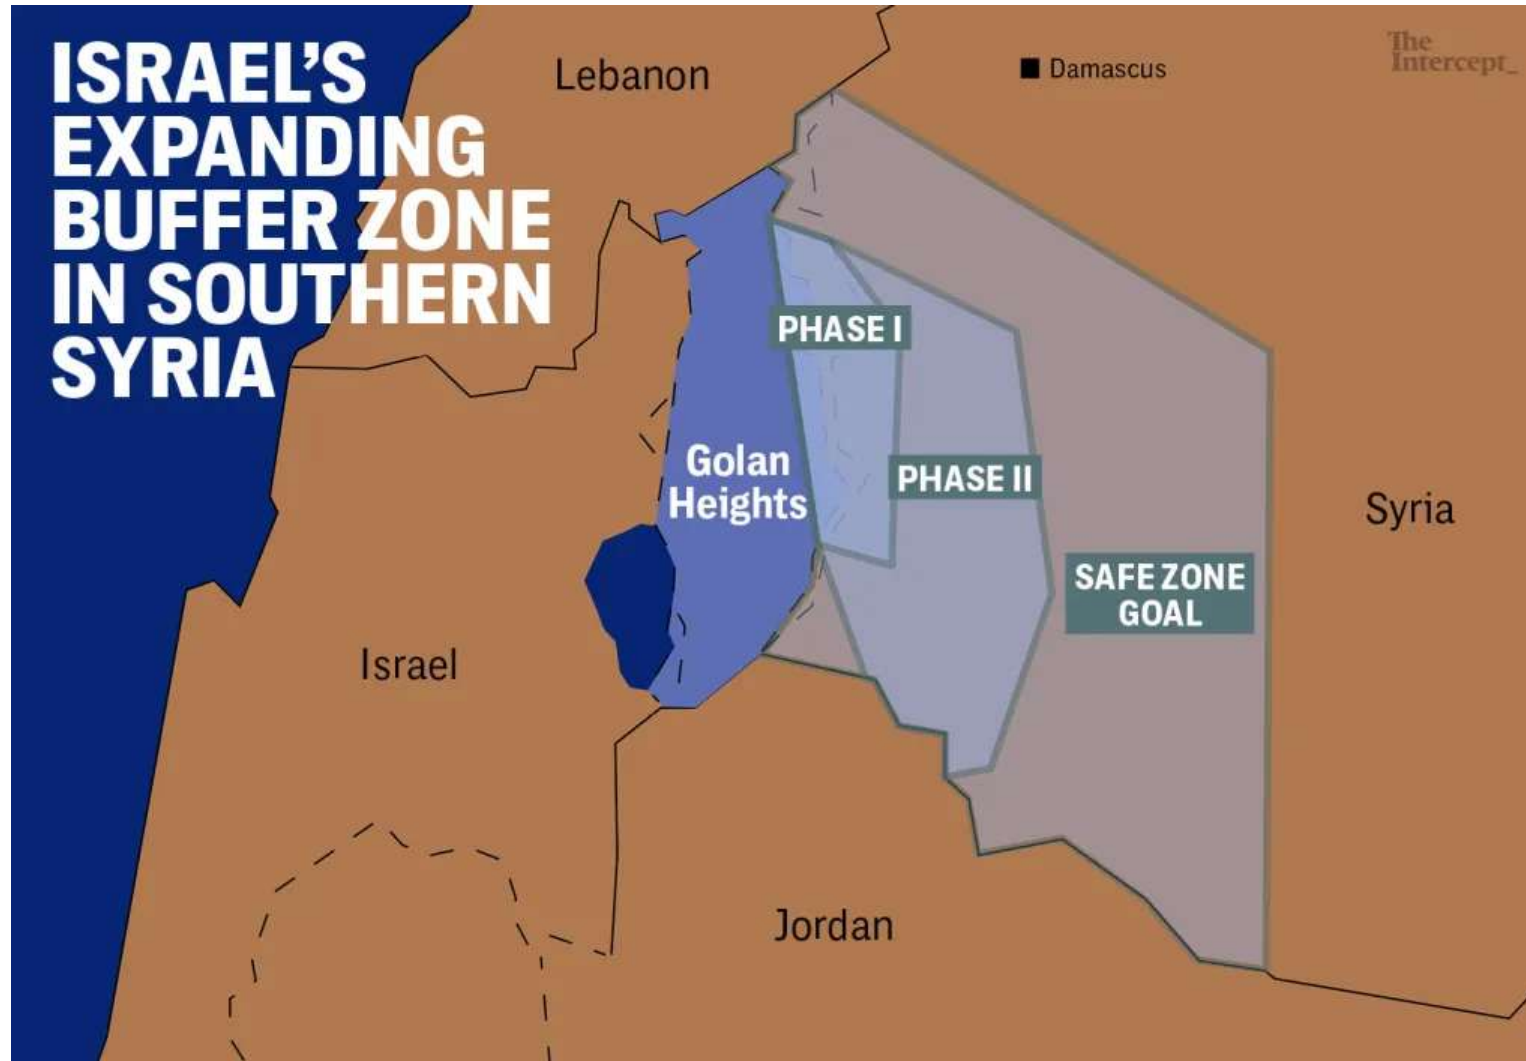 ISRAEL'S
EXPANDING
BUFFER ZONE
IN SOUTHERN
SYRIA
Lebanon
Damascus
The
Intercept_
PHASE I
Golan
Heights
PHASE II
Syria
SAFE ZONE
GOAL
Israel
Jordan